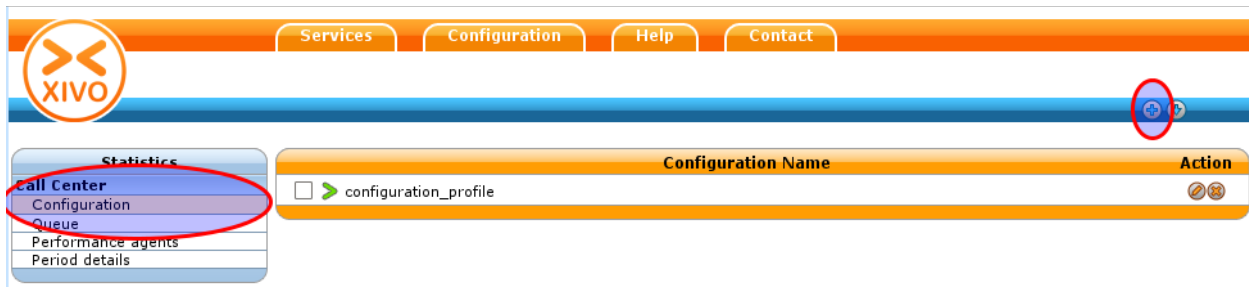 Services Configuration Help Contact
XIVO
Statistics
Call Center
Configuration
Queue
Performance agents
Period details
Configuration Name Action
configuration_profile